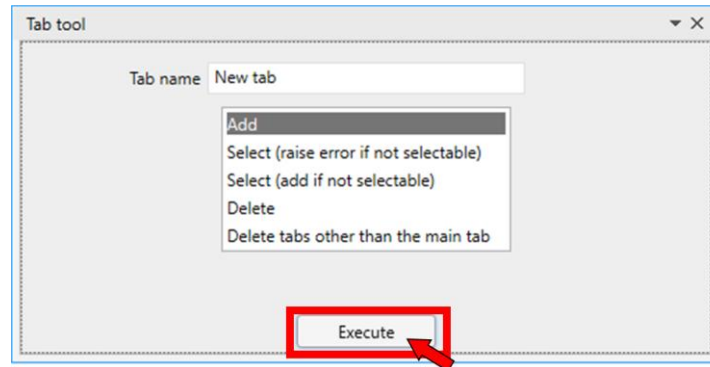 Tab tool
Tab name New tab
Add
Select (raise error if not selectable)
Select (add if not selectable)
Delete
Delete tabs other than the main tab
Execute